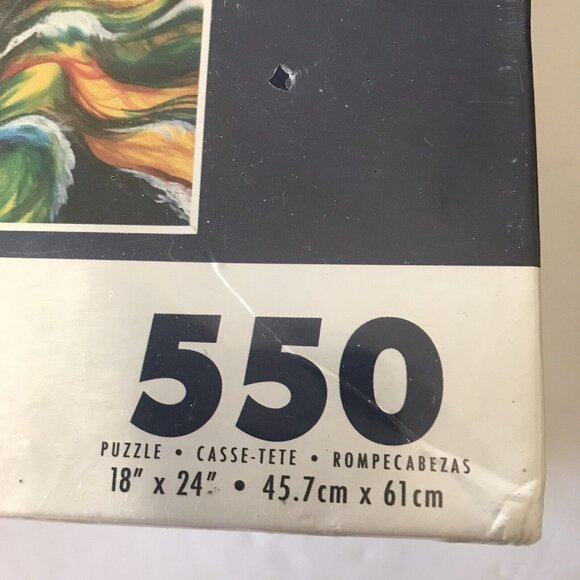 550
PUZZLE • CASSE-TETE • ROMPECABEZAS
18" x 24" • 45.7cm x 61cm